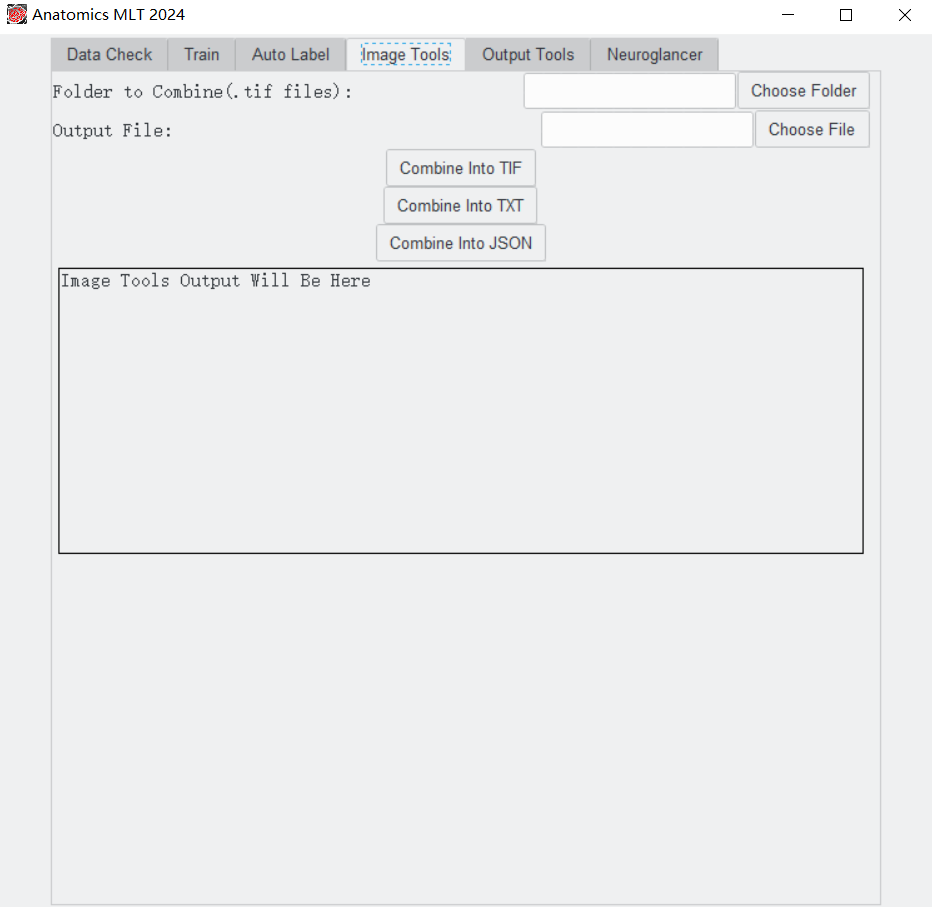 Anatomics MLT 2024
Data Check Train Auto Label Image Tools Output Tools Neuroglancer
Folder to Combine(.tif files): Choose Folder
Output File: Choose File
Combine Into TIF
Combine Into TXT
Combine Into JSON
Image Tools Output Will Be Here